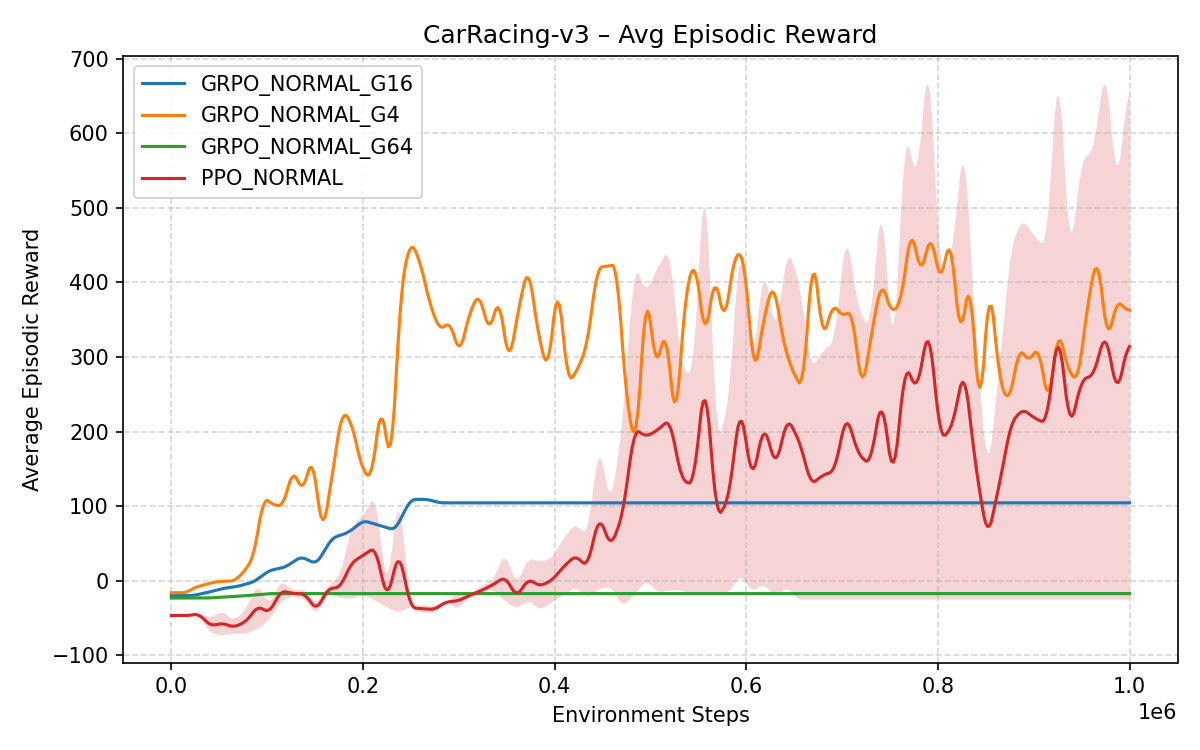 CarRacing-v3 – Avg Episodic Reward
700
600
500
400
300
200
100
0
−100
Average Episodic Reward
GRPO_NORMAL_G16
GRPO_NORMAL_G4
GRPO_NORMAL_G64
PPO_NORMAL
0.0
0.2
0.4
0.6
0.8
1.0
1e6
Environment Steps